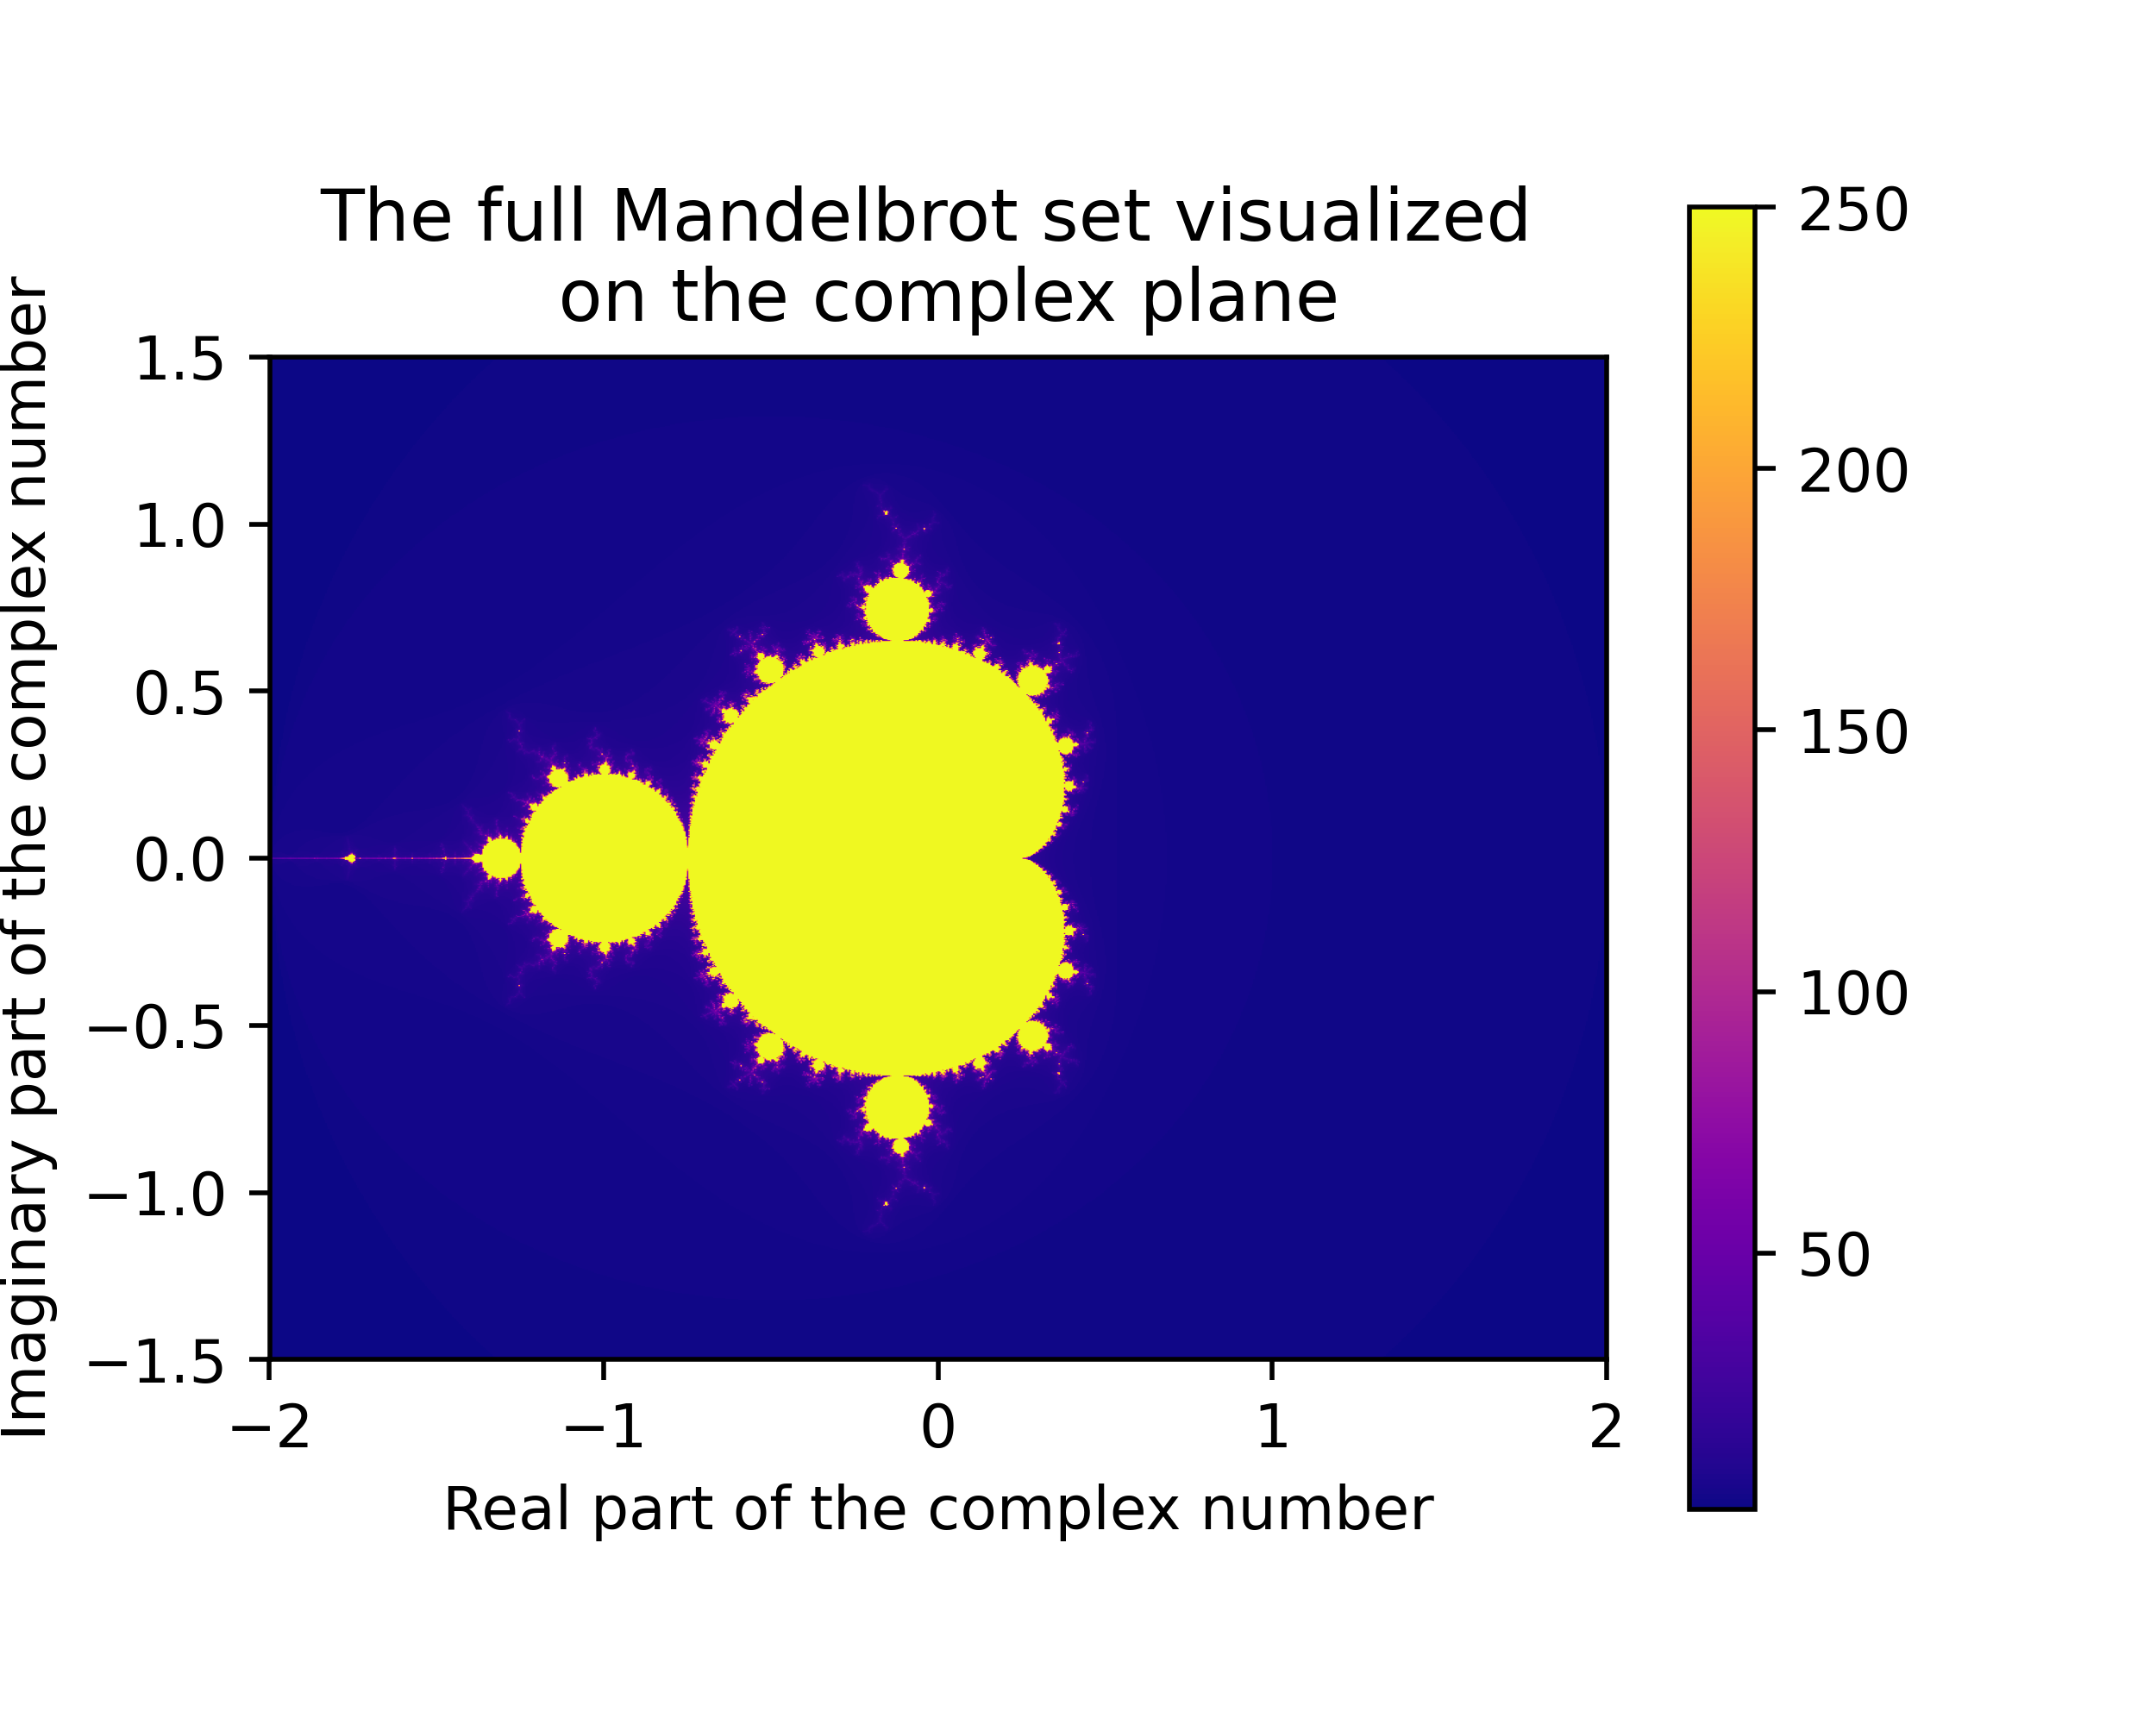 The full Mandelbrot set visualized
on the complex plane
Imaginary part of the complex number
1.5
1.0
0.5
0.0
−0.5
−1.0
−1.5
−2 −1 0 1 2
Real part of the complex number
250
200
150
100
50